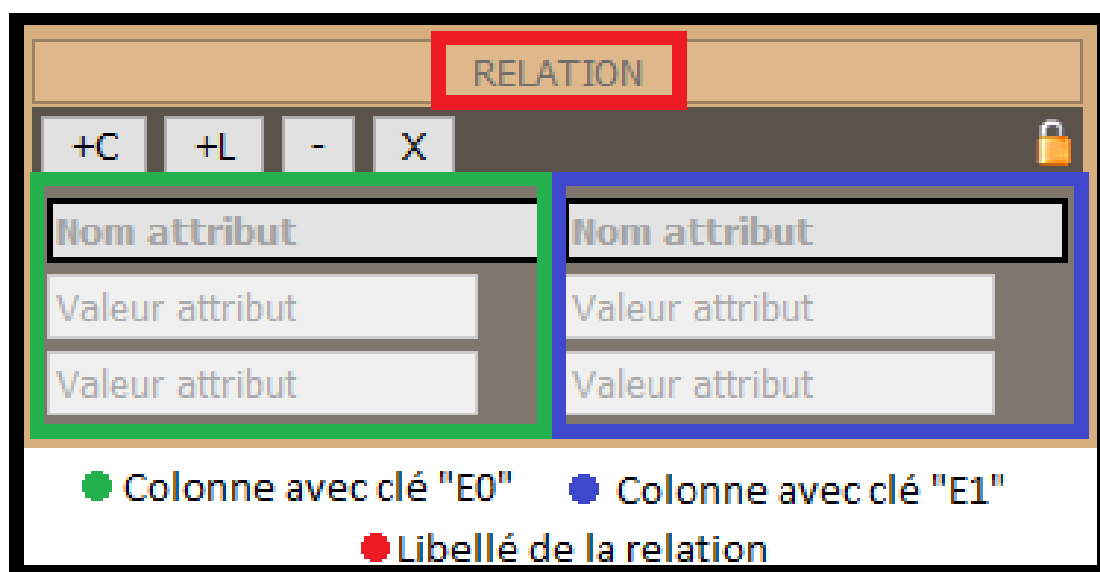 RELATION
+C +L - X
Nom attribut Nom attribut
Valeur attribut Valeur attribut
Valeur attribut Valeur attribut
Colonne avec clé "E0" Colonne avec clé "E1"
Libellé de la relation